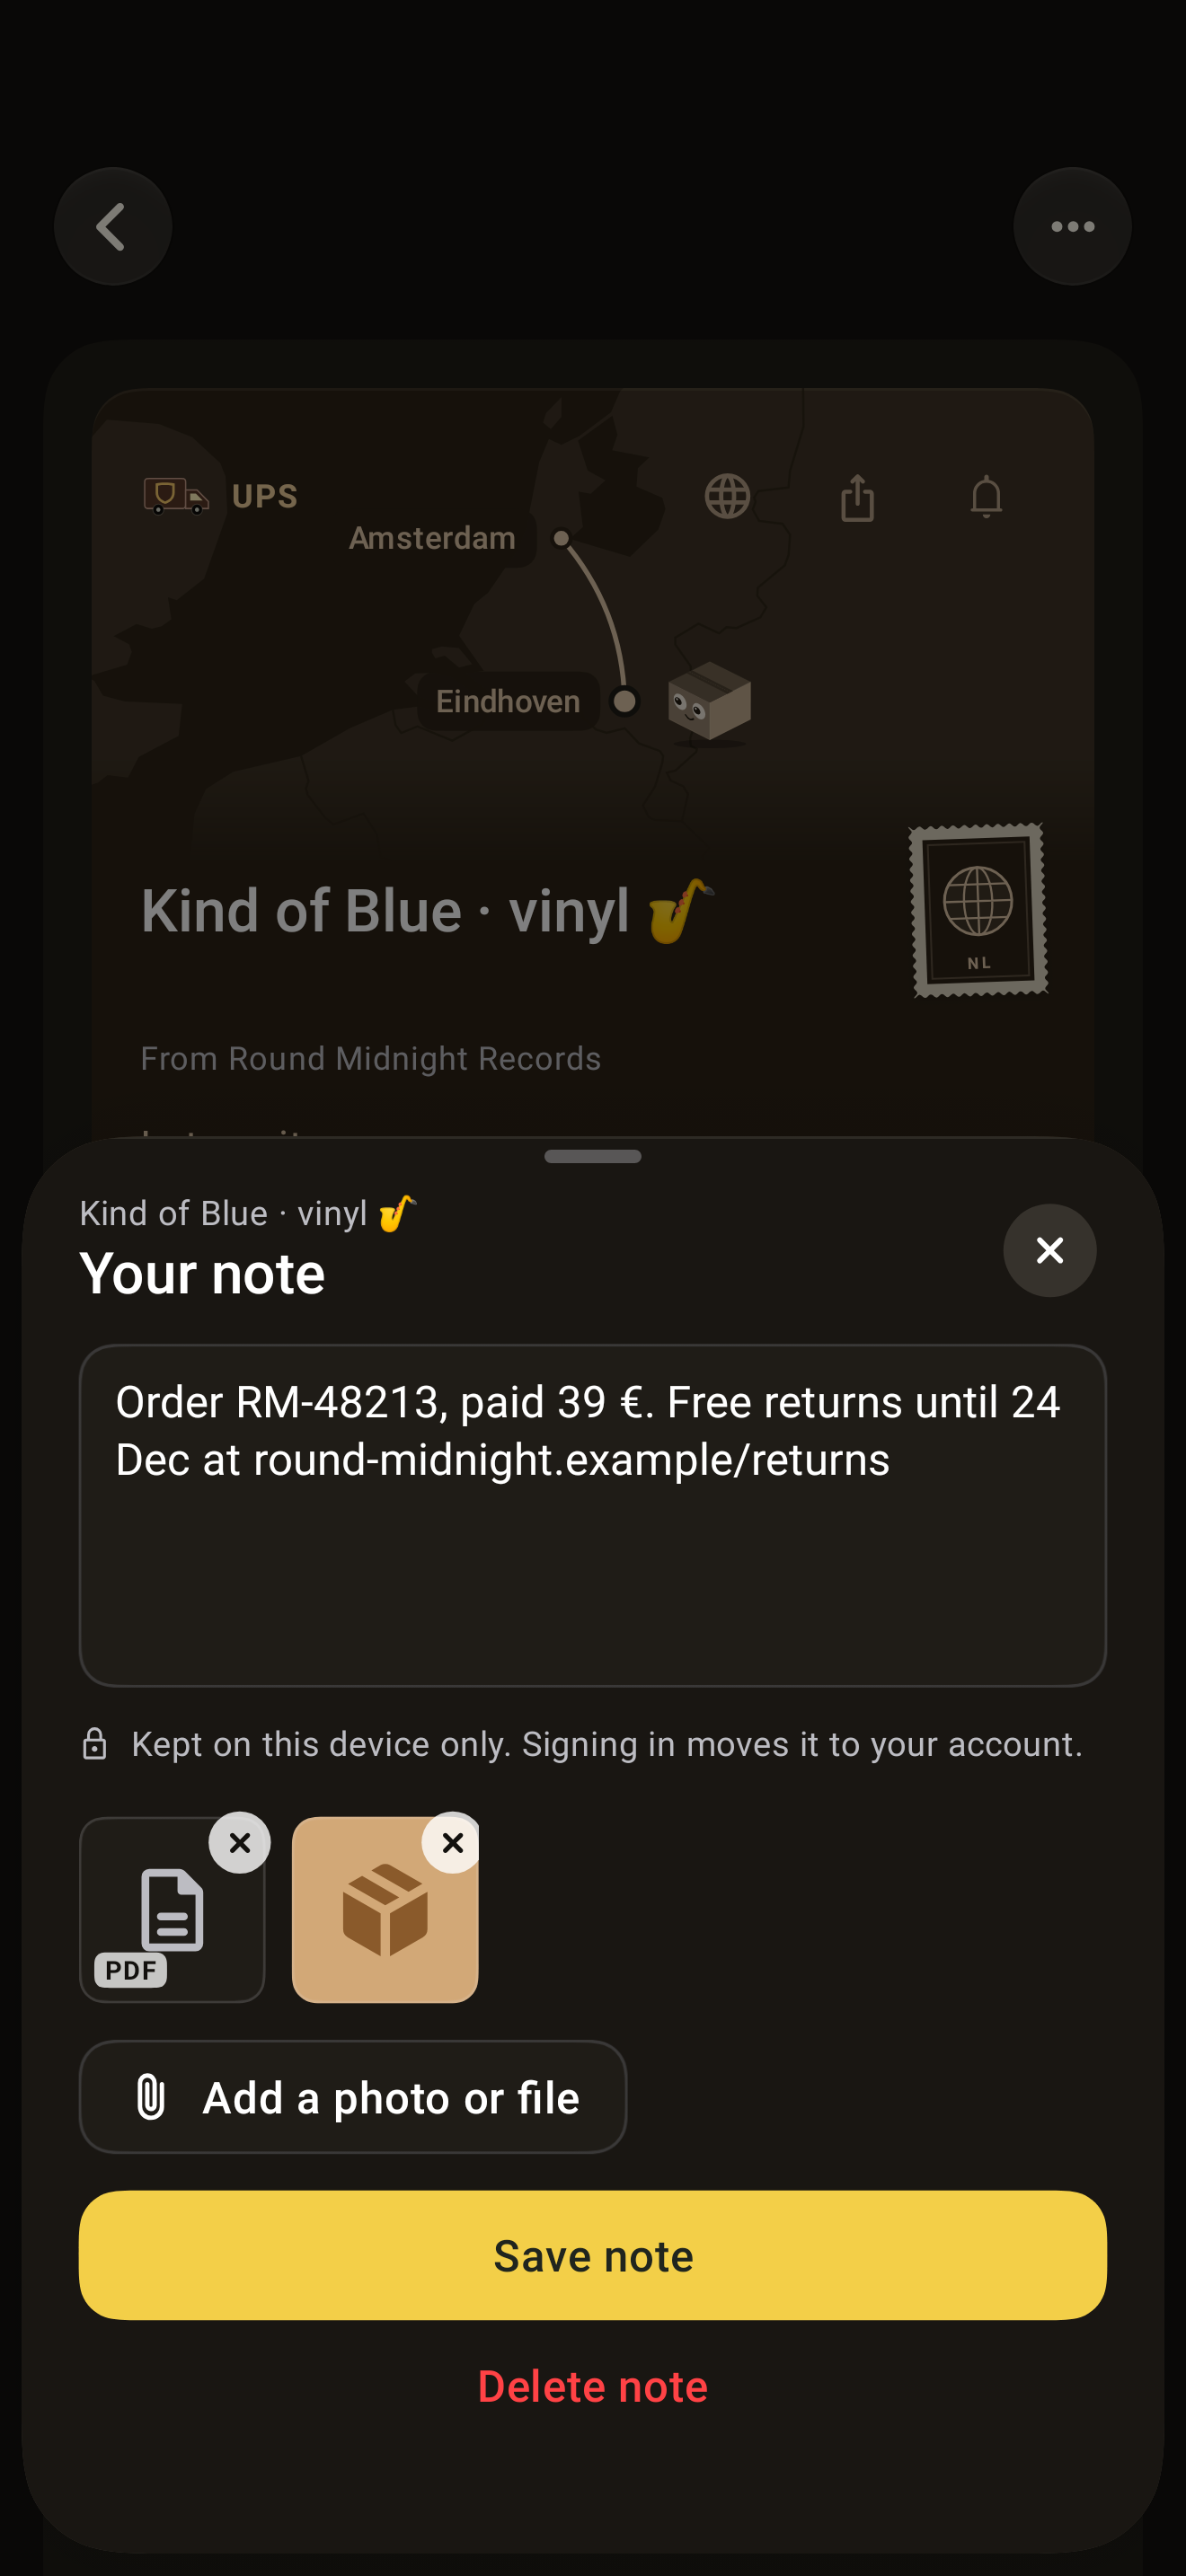 UPS
Amsterdam
Eindhoven
Kind of Blue · vinyl 🎷
NL
From Round Midnight Records
Kind of Blue · vinyl 🎷
Your note
Order RM-48213, paid 39 €. Free returns until 24
Dec at round-midnight.example/returns
Kept on this device only. Signing in moves it to your account.
PDF
Add a photo or file
Save note
Delete note